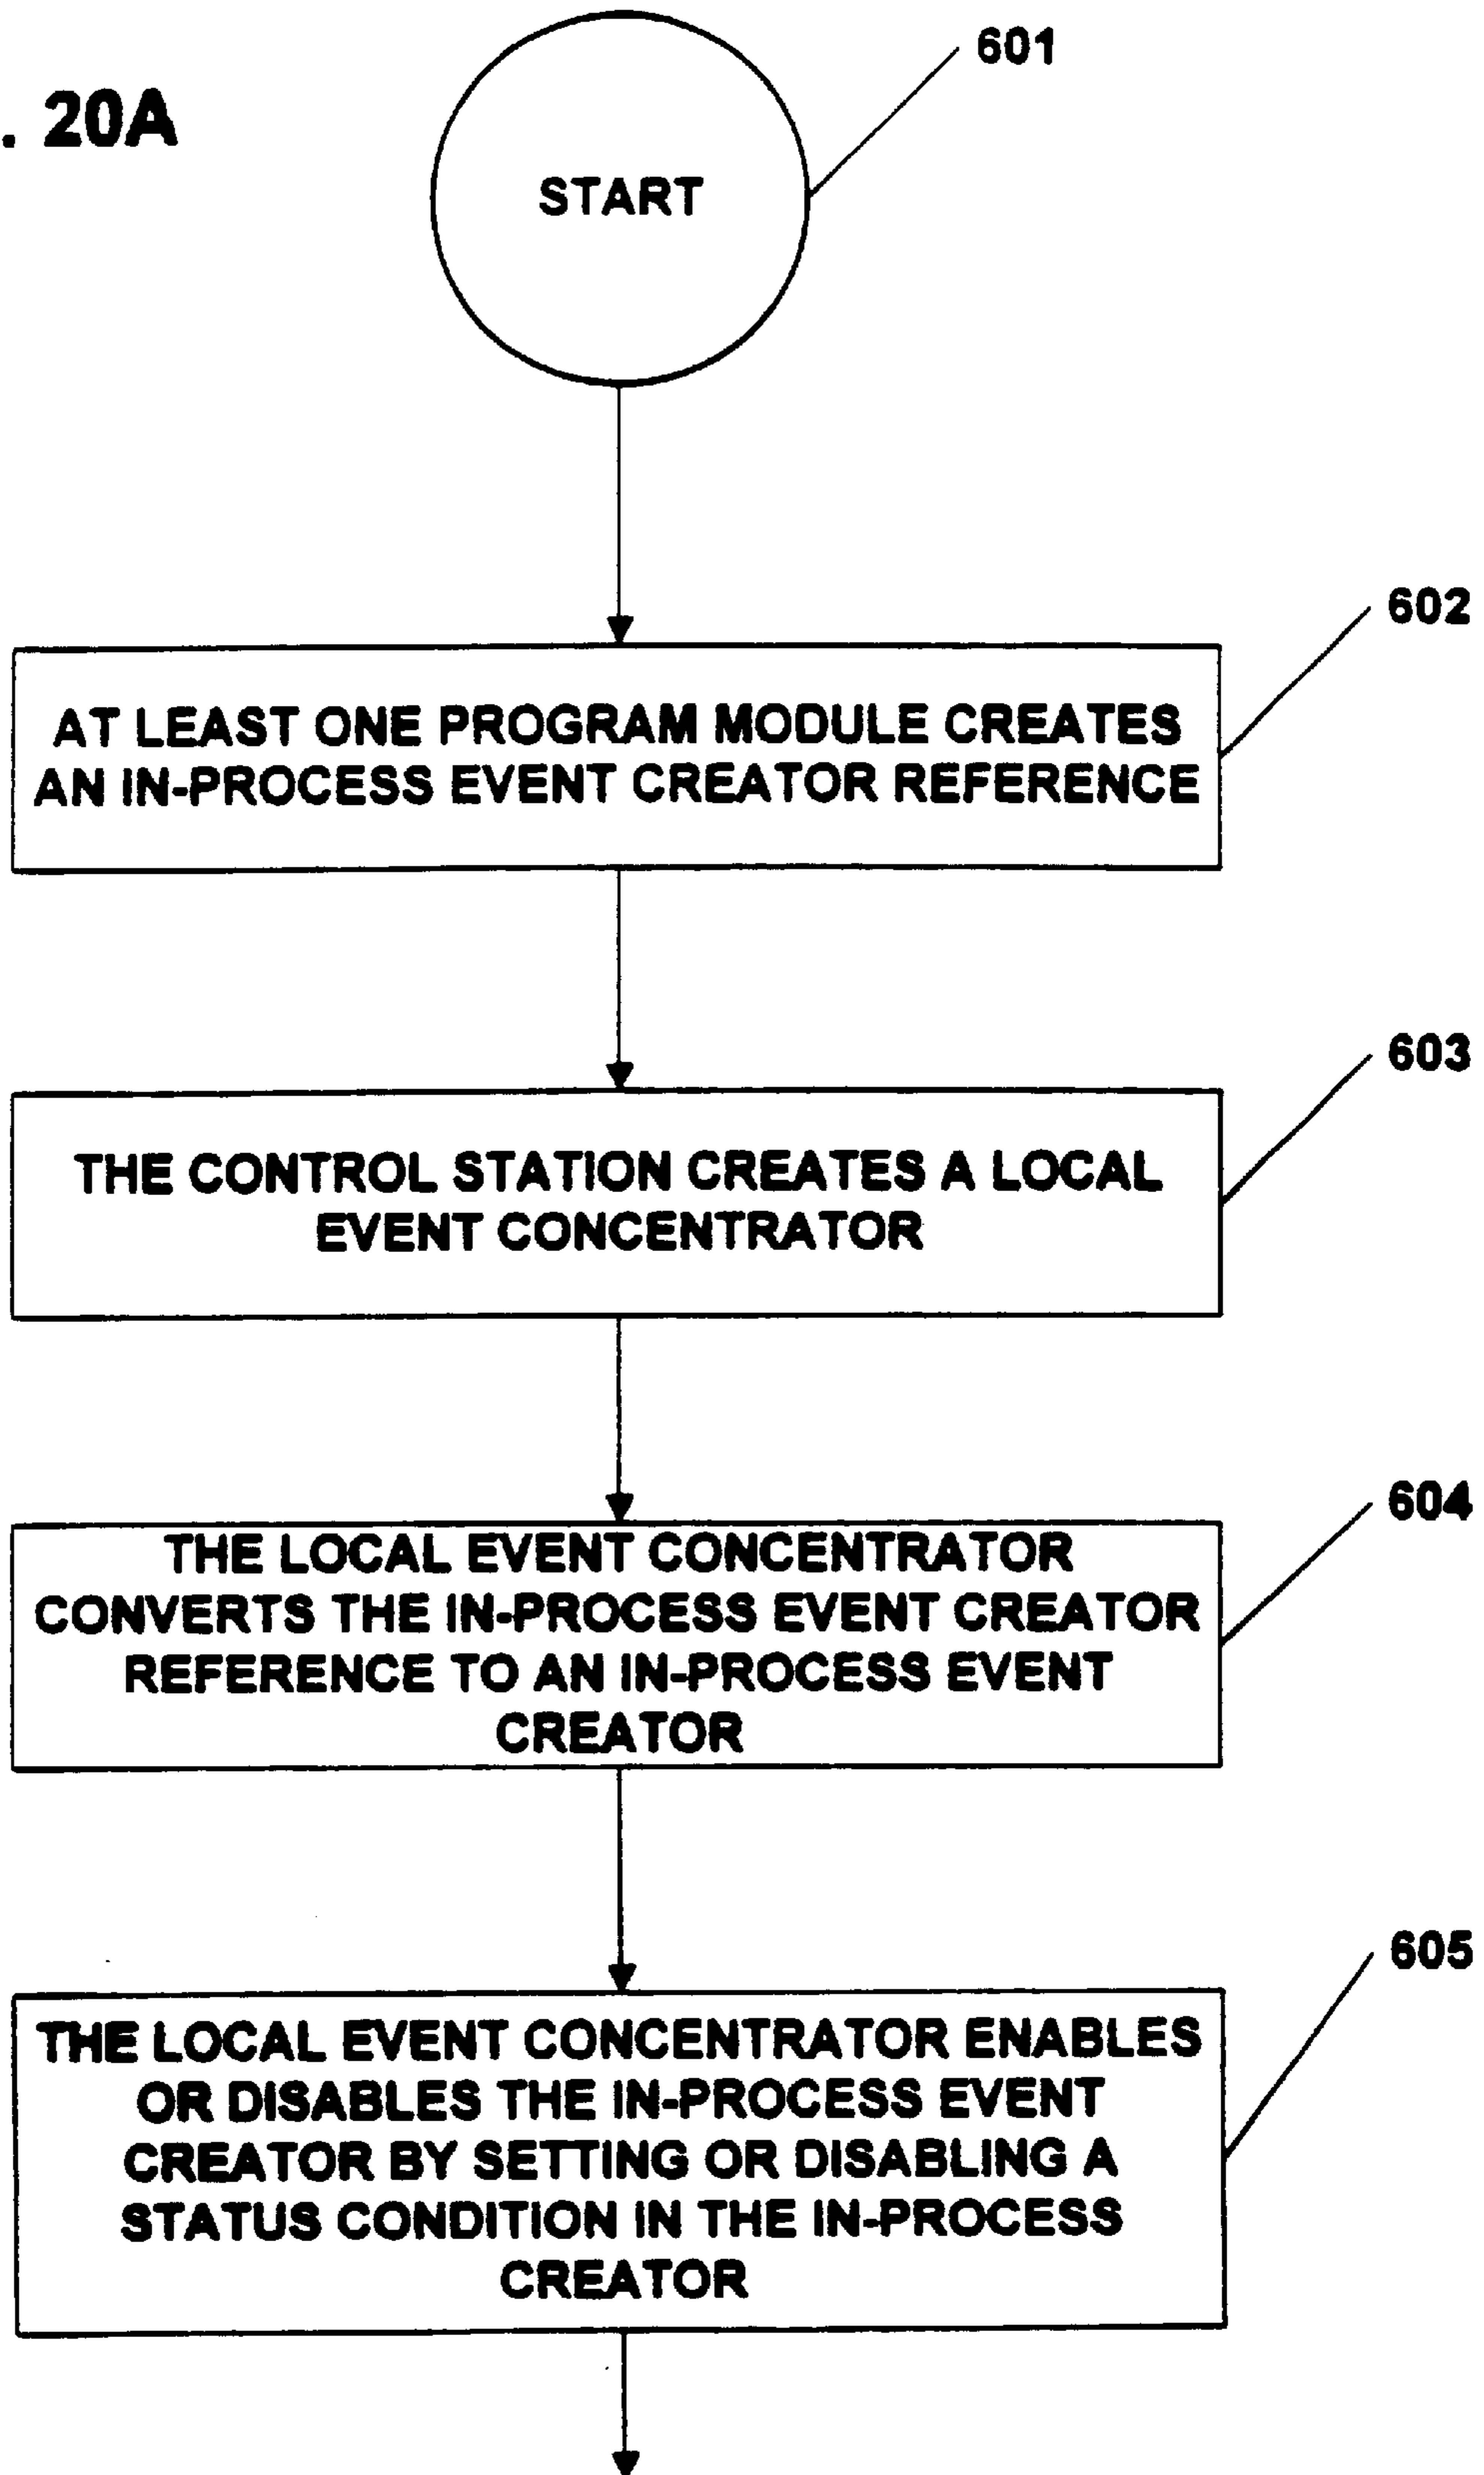 . 20A
601
START
602
AT LEAST ONE PROGRAM MODULE CREATES
AN IN-PROCESS EVENT CREATOR REFERENCE
603
THE CONTROL STATION CREATES A LOCAL
EVENT CONCENTRATOR
604
THE LOCAL EVENT CONCENTRATOR
CONVERTS THE IN-PROCESS EVENT CREATOR
REFERENCE TO AN IN-PROCESS EVENT
CREATOR
605
THE LOCAL EVENT CONCENTRATOR ENABLES
OR DISABLES THE IN-PROCESS EVENT
CREATOR BY SETTING OR DISABLING A
STATUS CONDITION IN THE IN-PROCESS
CREATOR